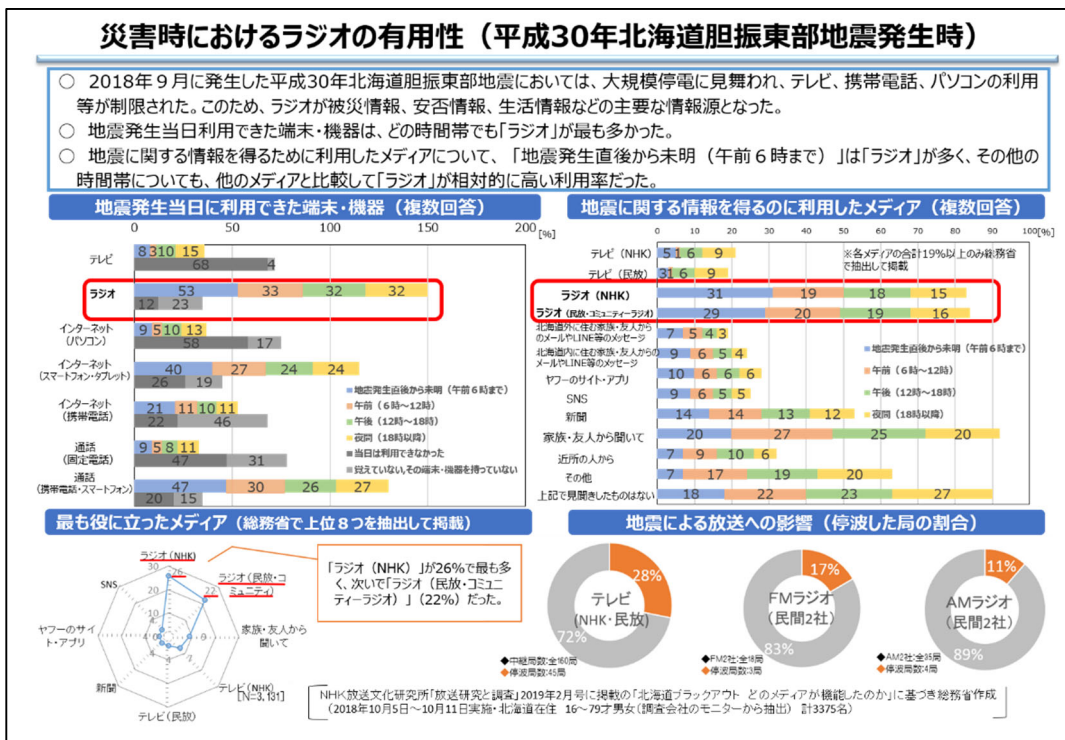 災害時におけるラジオの有用性（平成30年北海道胆振東部地震発生時）
○ 2018年9月に発生した平成30年北海道胆振東部地震においては、大規模停電に見舞われ、テレビ、携帯電話、パソコンの利用
等が制限された。このため、ラジオが被災情報、安否情報、生活情報などの主要な情報源となった。
○ 地震発生当日利用できた端末・機器は、どの時間帯でも「ラジオ」が最も多かった。
○ 地震に関する情報を得るために利用したメディアについて、「地震発生直後から未明（午前６時まで）」は「ラジオ」が多く、その他の
時間帯についても、他のメディアと比較して「ラジオ」が相対的に高い利用率だった。
地震発生当日に利用できた端末・機器（複数回答）
0 50 100 150 200 [%]
テレビ
8 3 10 15
68 4
ラジオ
53 33 32 32
12 23
インターネット
（パソコン）
9 5 10 13
58 17
インターネット
（スマートフォン・タブレット）
40 27 24 24
26 19
インターネット
（携帯電話）
21 11 10 11
22 46
通話
（固定電話）
9 5 8 11
47 31
通話
（携帯電話・スマートフォン）
47 30 26 27
20 15
地震発生直後から未明（午前6時まで）
午前（6時～12時）
午後（12時～18時）
夜間（18時以降）
当日は利用できなかった
覚えていない、その端末・機器を持っていない
地震に関する情報を得るのに利用したメディア（複数回答）
0 10 20 30 40 50 60 70 80 90 100[%]
※各メディアの合計19%以上のみ総務省
で抽出して掲載
テレビ（NHK） 5 1 6 9
テレビ（民放） 3 1 6 9
ラジオ（NHK） 31 19 18 15
ラジオ（民放・コミュニティーラジオ） 29 20 19 16
北海道外に住む家族・友人から
のメールやLINE等のメッセージ
7 5 4 3
北海道内に住む家族・友人からの
メールやLINE等のメッセージ
9 6 5 4
ヤフーのサイト・アプリ 10 6 6 6
SNS 9 6 5 5
新聞 14 14 13 12
家族・友人から聞いて 20 27 25 20
近所の人から 7 9 10 6
その他 7 17 19 20
上記で見聞きしたものはない 18 22 23 27
地震発生直後から未明（午前6時まで）
午前（6時～12時）
午後（12時～18時）
夜間（18時以降）
最も役に立ったメディア（総務省で上位８つを抽出して掲載）
ラジオ（NHK）
ラジオ（民放・コ
ミュニティ）
家族・友人から
聞いて
テレビ（NHK）
[N=3,131]
テレビ（民放）
新聞
ヤフーのサイ
ト・アプリ
SNS
30
26
22
20
10
「ラジオ（NHK）」が26%で最も多
く、次いで「ラジオ（民放・コミュニ
ティーラジオ）」（22%）だった。
地震による放送への影響（停波した局の割合）
28%
テレビ
（NHK・民放）
72%
◆中継局数：全160局
◆停波局数：45局
17%
FMラジオ
（民間2社）
83%
◆FM2社：全18局
◆停波局数：3局
11%
AMラジオ
（民間2社）
89%
◆AM2社：全35局
◆停波局数：4局
NHK放送文化研究所「放送研究と調査」2019年2月号に掲載の「北海道ブラックアウト どのメディアが機能したのか」に基づき総務省作成
（2018年10月5日～10月11日実施・北海道在住 16～79才男女（調査会社のモニターから抽出） 計3375名）